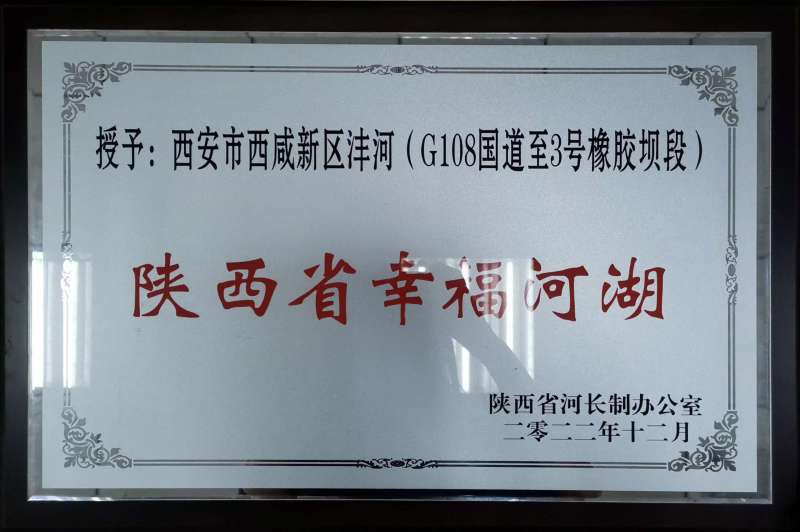 授予：西安市西咸新区沣河（G108国道至3号橡胶坝段）
陕西省幸福河湖
陕西省河长制办公室
二零二二年十二月